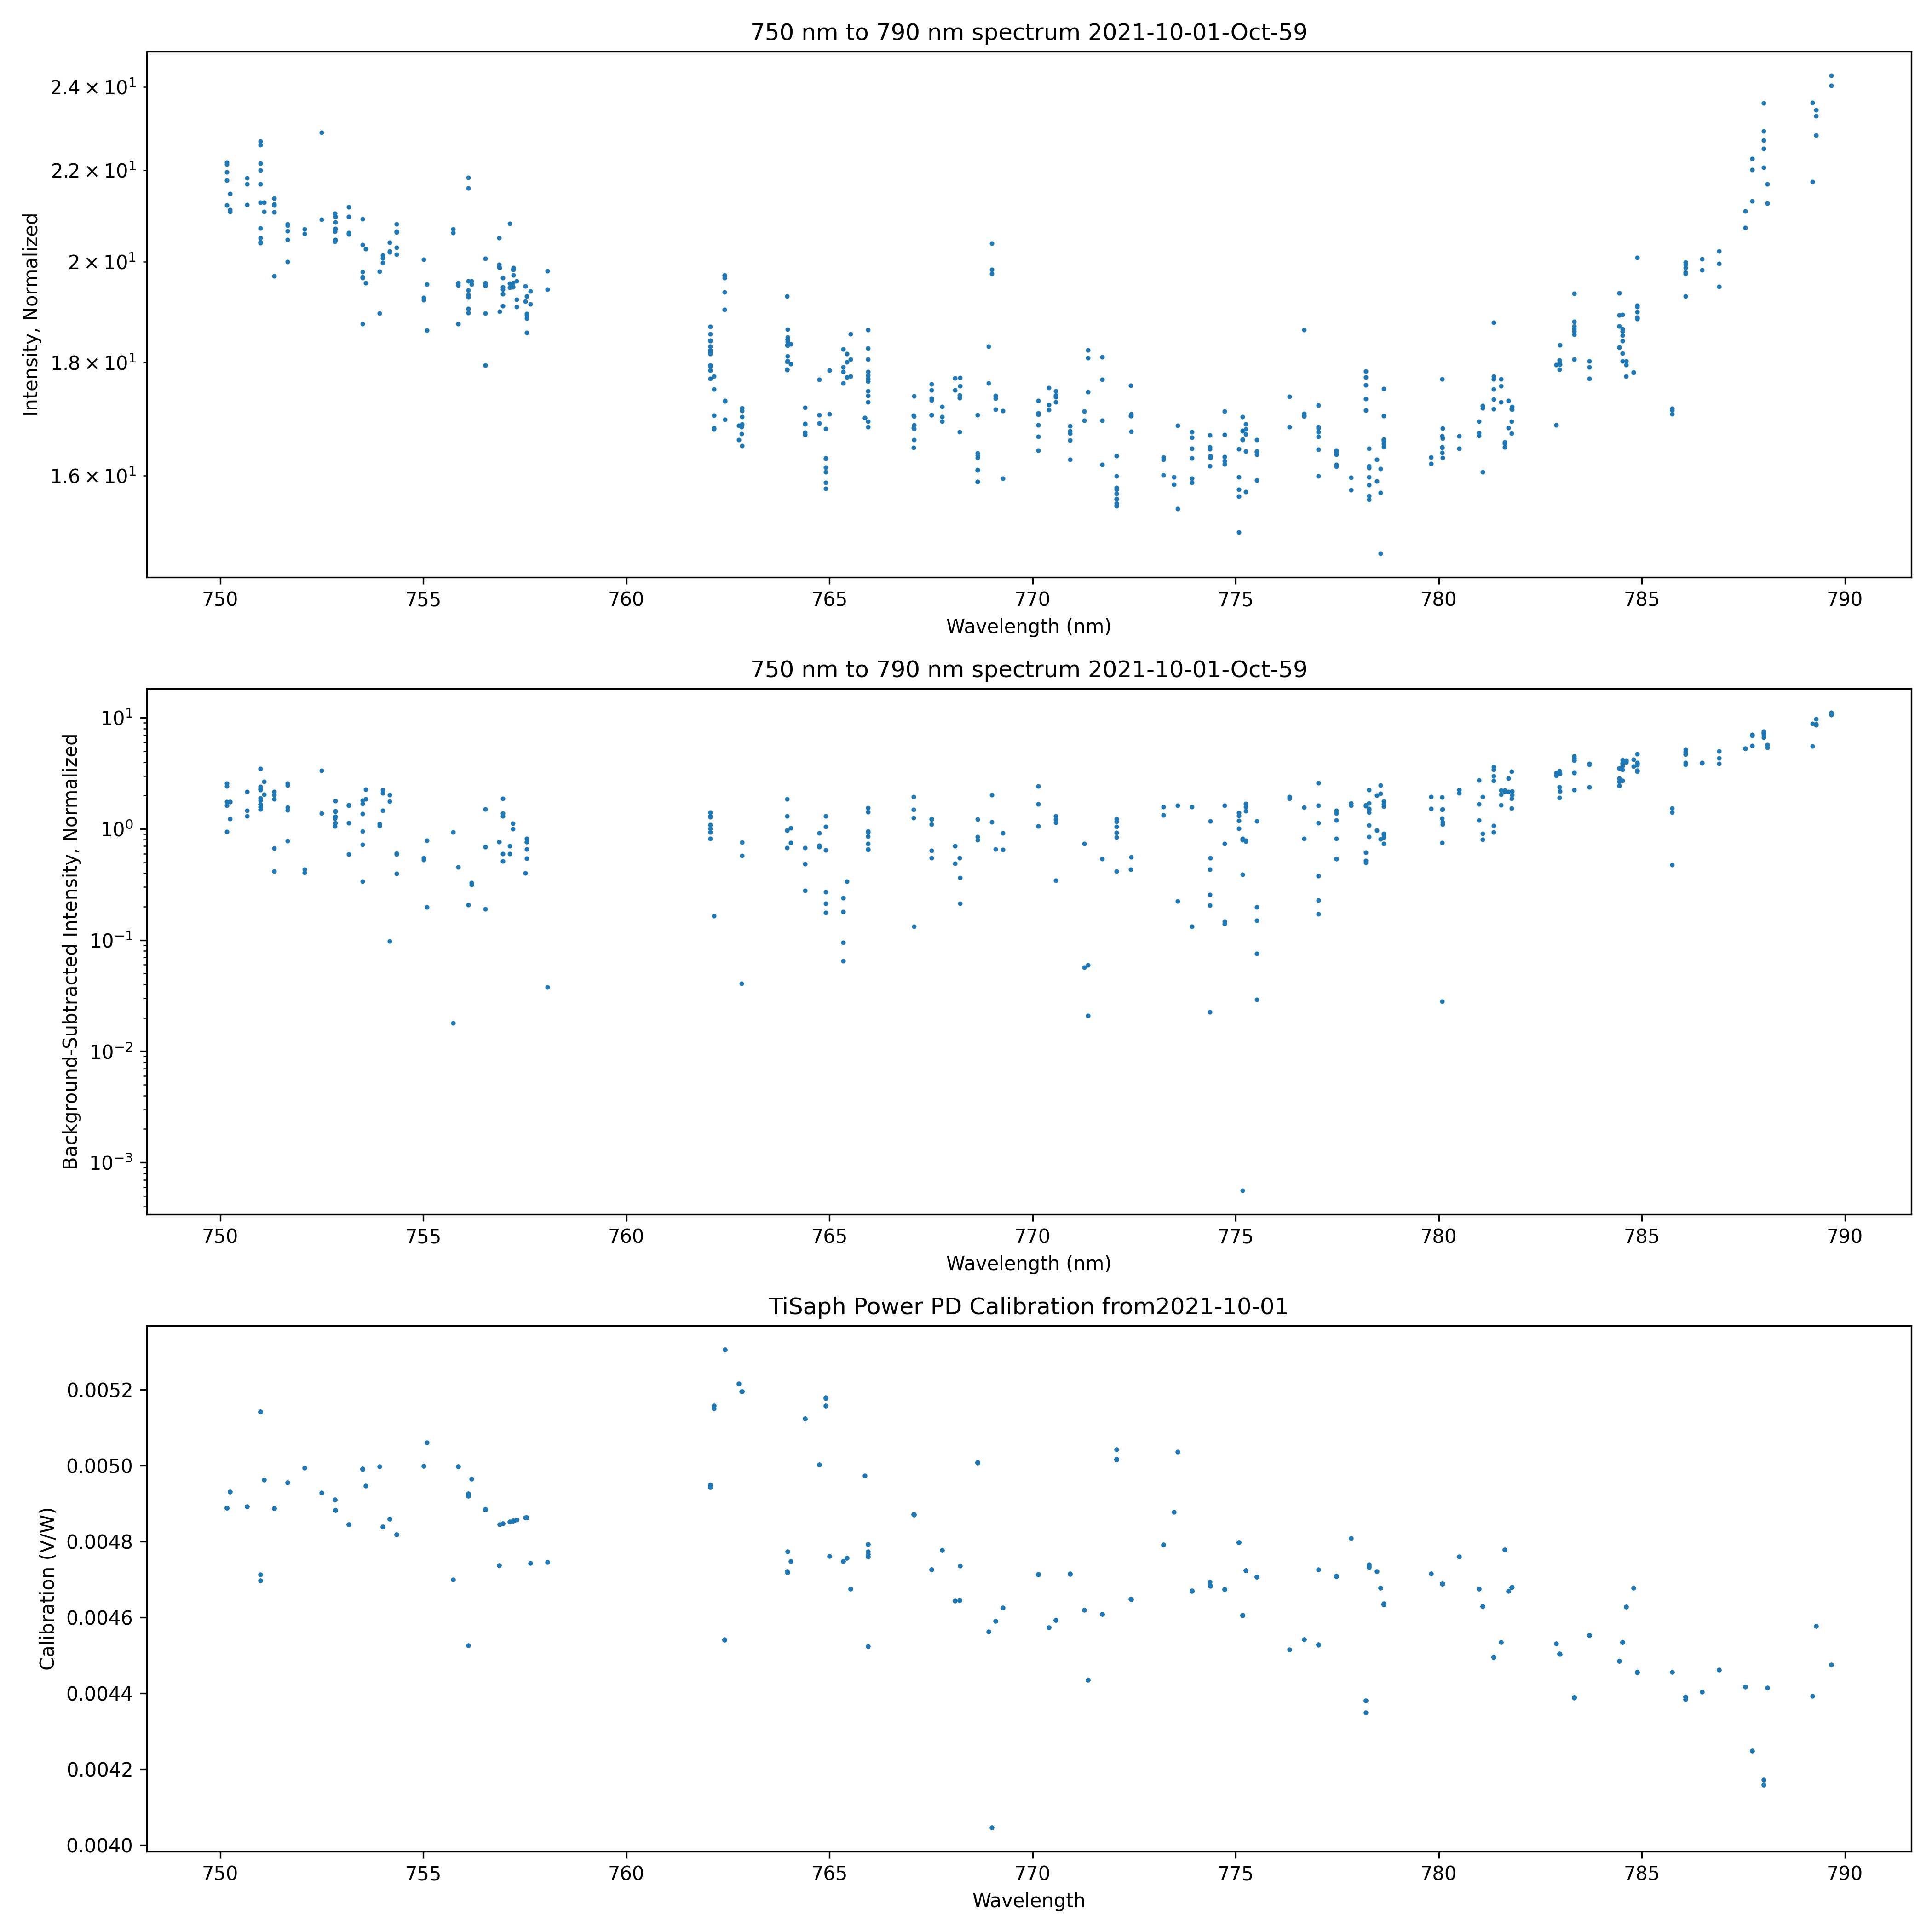 750 nm to 790 nm spectrum 2021-10-01-Oct-59
2.4 × 10¹
2.2 × 10¹
2 × 10¹
1.8 × 10¹
1.6 × 10¹
Intensity, Normalized
750 755 760 765 770 775 780 785 790
Wavelength (nm)
750 nm to 790 nm spectrum 2021-10-01-Oct-59
10¹
10⁰
10⁻¹
10⁻²
10⁻³
Background-Subtracted Intensity, Normalized
750 755 760 765 770 775 780 785 790
Wavelength (nm)
TiSaph Power PD Calibration from2021-10-01
0.0052
0.0050
0.0048
0.0046
0.0044
0.0042
0.0040
Calibration (V/W)
750 755 760 765 770 775 780 785 790
Wavelength